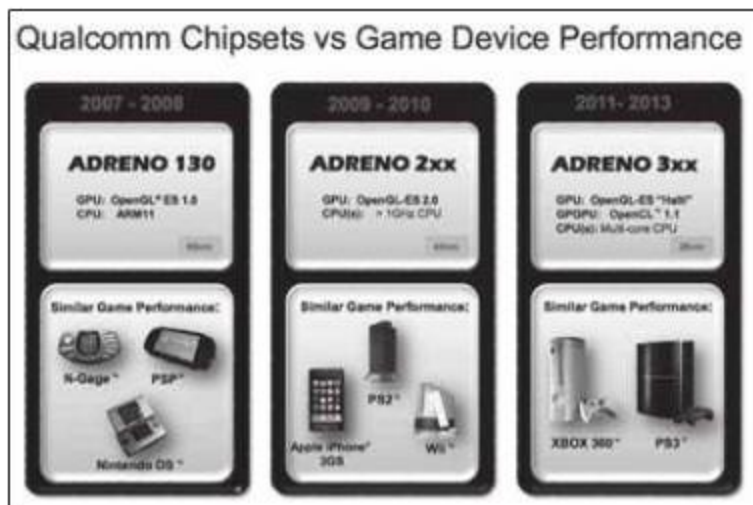 Qualcomm Chipsets vs Game Device Performance
2007 - 2008
ADRENO 130
GPU: OpenGL® ES 1.0
CPU: ARM11
Similar Game Performance:
N-Gage™ PSP™
Nintendo DS™
2009 - 2010
ADRENO 2xx
GPU: OpenGL-ES 2.0
CPU(s): > 1GHz CPU
Similar Game Performance:
PS2™
Apple iPhone®
3GS
Wii™
2011- 2013
ADRENO 3xx
GPU: OpenGL-ES "Halti"
GPGPU: OpenCL™ 1.1
CPU(s): Multi-core CPU
Similar Game Performance:
XBOX 360™ PS3™